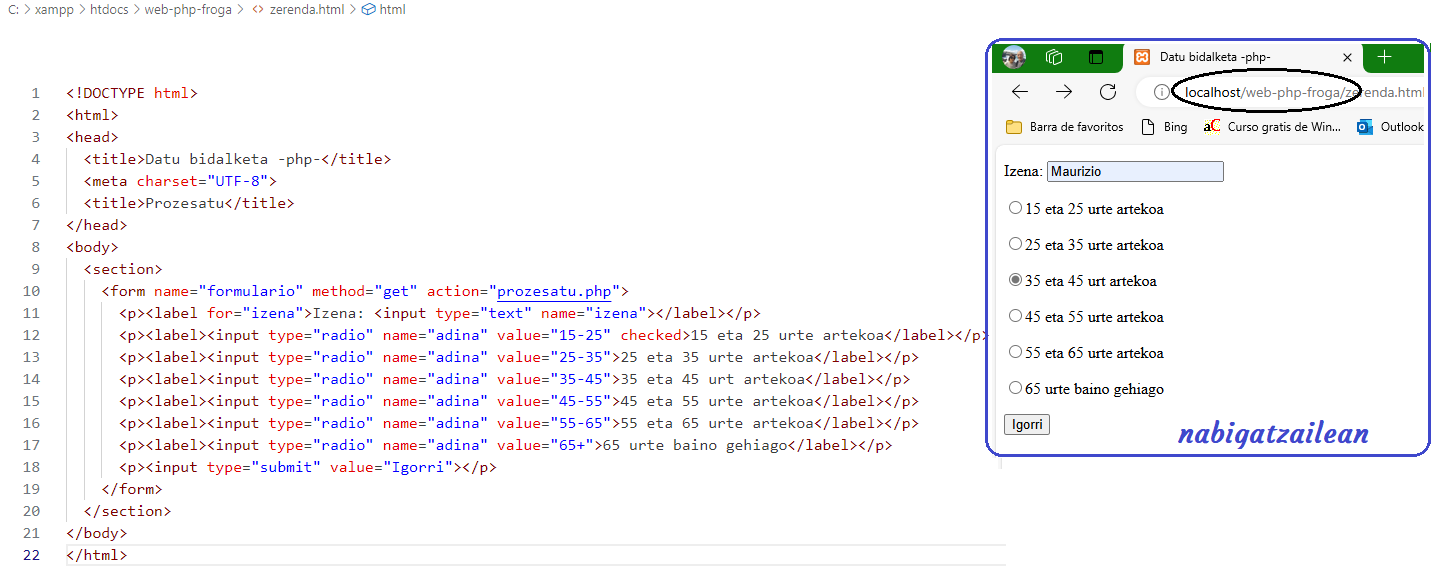 C: > xampp > htdocs > web-php-froga > <> zerenda.html > html
1 <!DOCTYPE html>
2 <html>
3 <head>
4 <title>Datu bidalketa -php-</title>
5 <meta charset="UTF-8">
6 <title>Prozesatu</title>
7 </head>
8 <body>
9 <section>
10 <form name="formulario" method="get" action="prozesatu.php">
11 <p><label for="izena">Izena: <input type="text" name="izena"></label></p>
12 <p><label><input type="radio" name="adina" value="15-25" checked>15 eta 25 urte artekoa</label></p>
13 <p><label><input type="radio" name="adina" value="25-35">25 eta 35 urte artekoa</label></p>
14 <p><label><input type="radio" name="adina" value="35-45">35 eta 45 urt artekoa</label></p>
15 <p><label><input type="radio" name="adina" value="45-55">45 eta 55 urte artekoa</label></p>
16 <p><label><input type="radio" name="adina" value="55-65">55 eta 65 urte artekoa</label></p>
17 <p><label><input type="radio" name="adina" value="65+">65 urte baino gehiago</label></p>
18 <p><input type="submit" value="Igorri"></p>
19 </form>
20 </section>
21 </body>
22 </html>
Datu bidalketa -php-
localhost/web-php-froga/zerenda.html
Barra de favoritos Bing aC Curso gratis de Win... Outlook
Izena: Maurizio
15 eta 25 urte artekoa
25 eta 35 urte artekoa
35 eta 45 urt artekoa
45 eta 55 urte artekoa
55 eta 65 urte artekoa
65 urte baino gehiago
Igorri
nabigatzailean